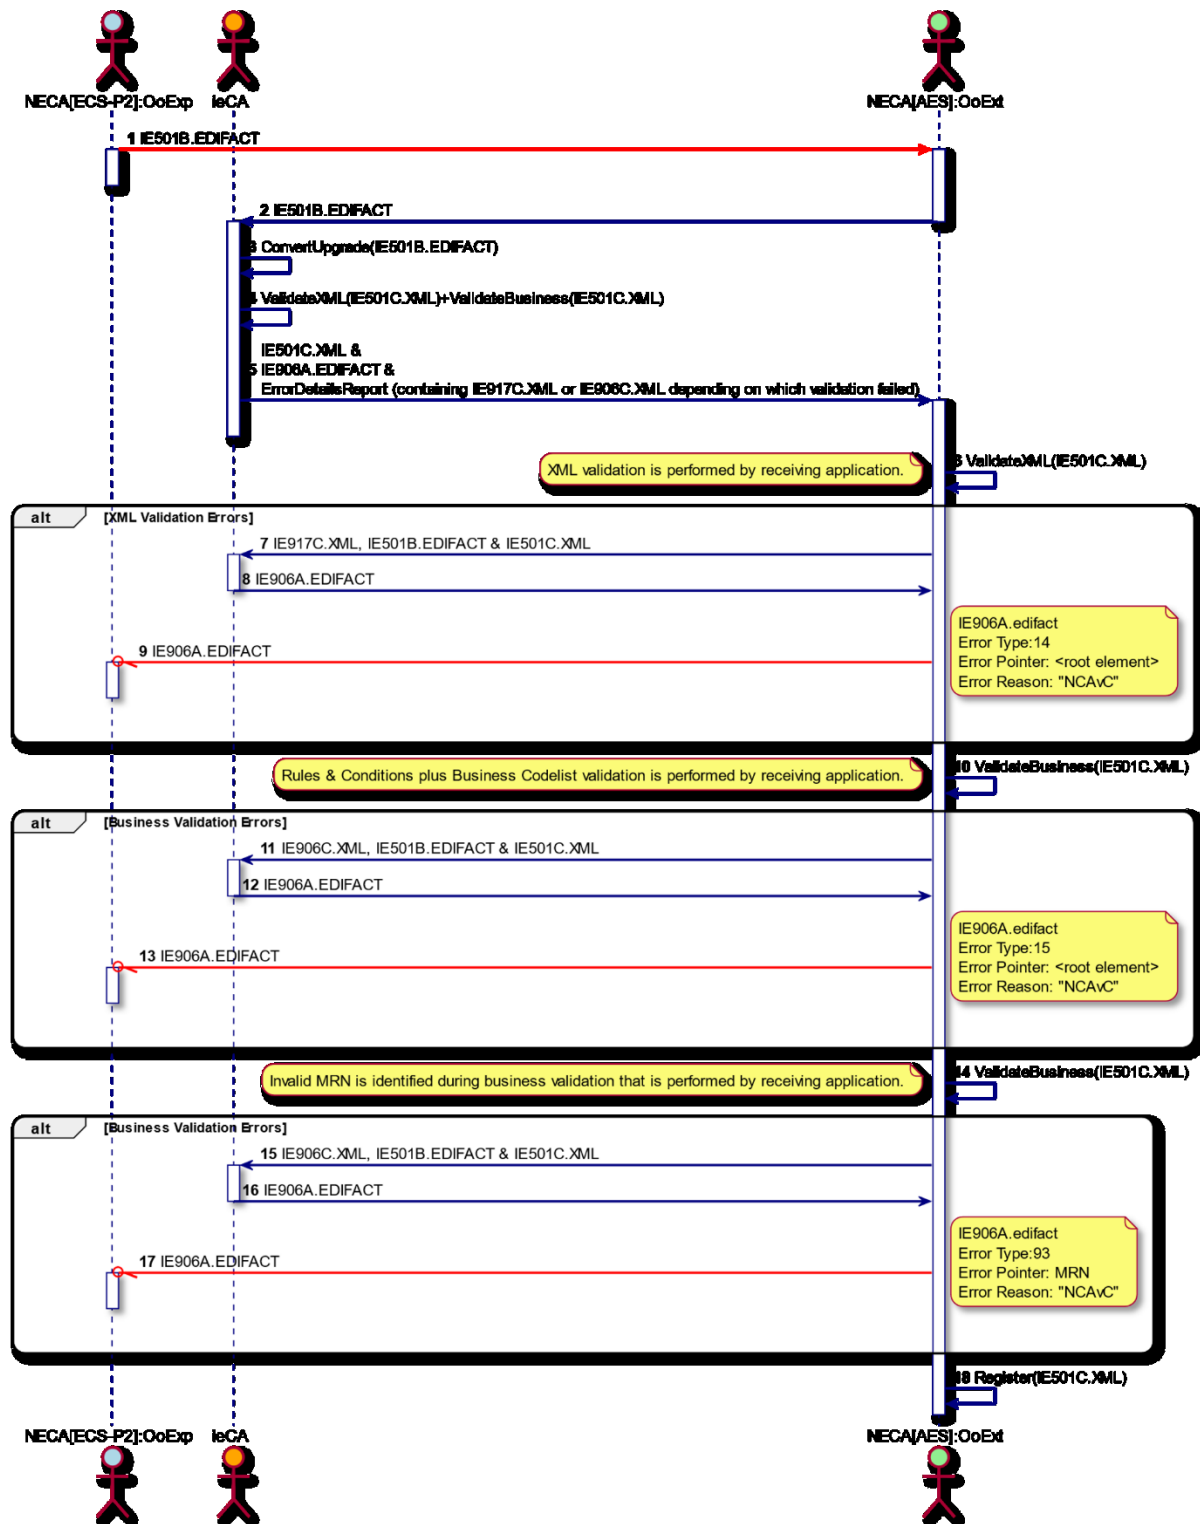 NECA[ECS-P2]:OoExp ieCA NECA[AES]:OoExt
1 IE501B.EDIFACT
2 IE501B.EDIFACT
3 ConvertUpgrade(IE501B.EDIFACT)
4 ValidateXML(IE501C.XML)+ValidateBusiness(IE501C.XML)
IE501C.XML &
5 IE906A.EDIFACT &
ErrorDetailsReport (containing IE917C.XML or IE906C.XML depending on which validation failed)
XML validation is performed by receiving application.
6 ValidateXML(IE501C.XML)
alt [XML Validation Errors]
7 IE917C.XML, IE501B.EDIFACT & IE501C.XML
8 IE906A.EDIFACT
IE906A.edifact
Error Type:14
Error Pointer: <root element>
Error Reason: "NCAvC"
9 IE906A.EDIFACT
Rules & Conditions plus Business Codelist validation is performed by receiving application.
10 ValidateBusiness(IE501C.XML)
alt [Business Validation Errors]
11 IE906C.XML, IE501B.EDIFACT & IE501C.XML
12 IE906A.EDIFACT
IE906A.edifact
Error Type:15
Error Pointer: <root element>
Error Reason: "NCAvC"
13 IE906A.EDIFACT
Invalid MRN is identified during business validation that is performed by receiving application.
14 ValidateBusiness(IE501C.XML)
alt [Business Validation Errors]
15 IE906C.XML, IE501B.EDIFACT & IE501C.XML
16 IE906A.EDIFACT
IE906A.edifact
Error Type:93
Error Pointer: MRN
Error Reason: "NCAvC"
17 IE906A.EDIFACT
18 Register(IE501C.XML)
NECA[ECS-P2]:OoExp ieCA NECA[AES]:OoExt